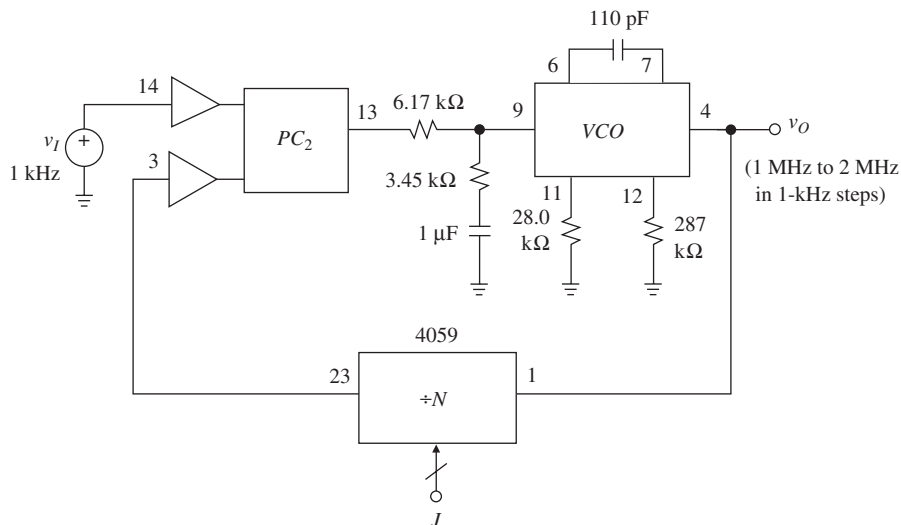 110 pF
6
7
14
13
6.17 kΩ
9
VCO
4
v_O
v_I
+
PC_2
1 kHz
3
3.45 kΩ
(1 MHz to 2 MHz
in 1-kHz steps)
11
12
1 μF
28.0
kΩ
287
kΩ
4059
23
÷N
1
J